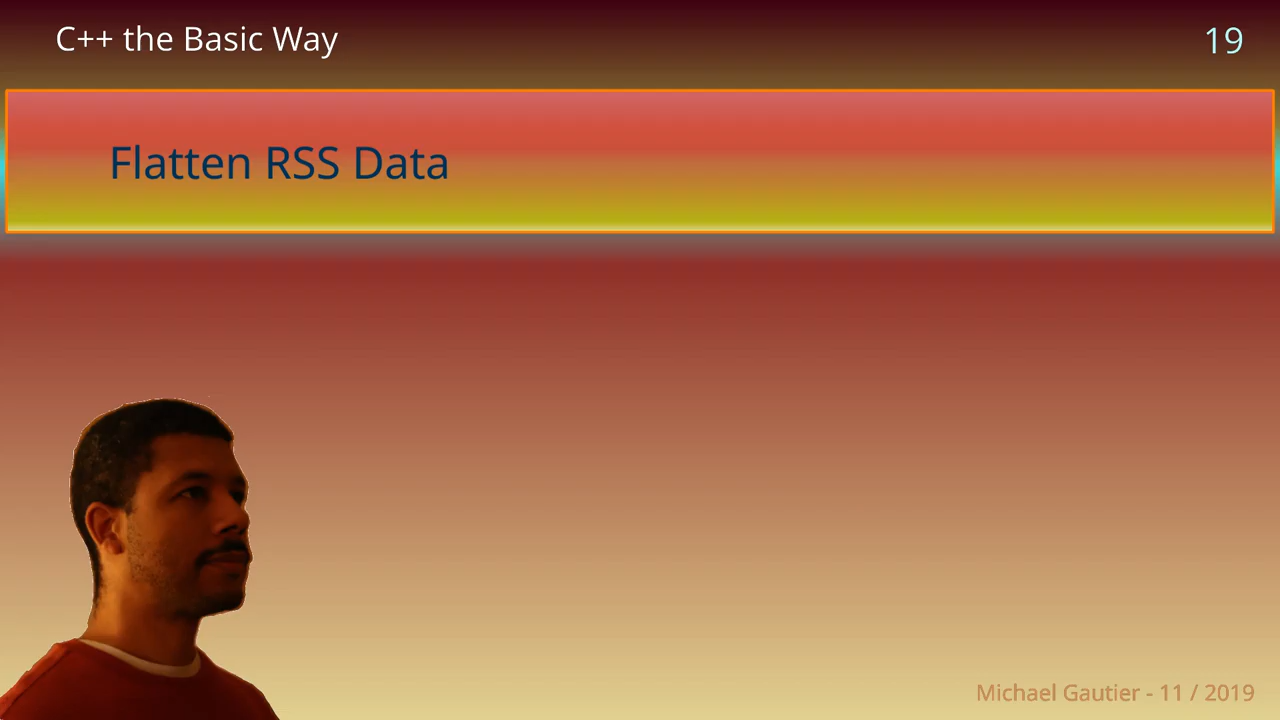 C++ the Basic Way
19
Flatten RSS Data
Michael Gautier - 11 / 2019